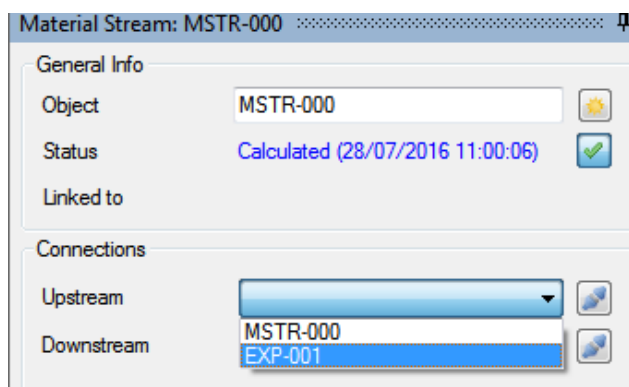 Material Stream: MSTR-000
General Info
Object MSTR-000
Status Calculated (28/07/2016 11:00:06)
Linked to
Connections
Upstream
MSTR-000
Downstream
EXP-001